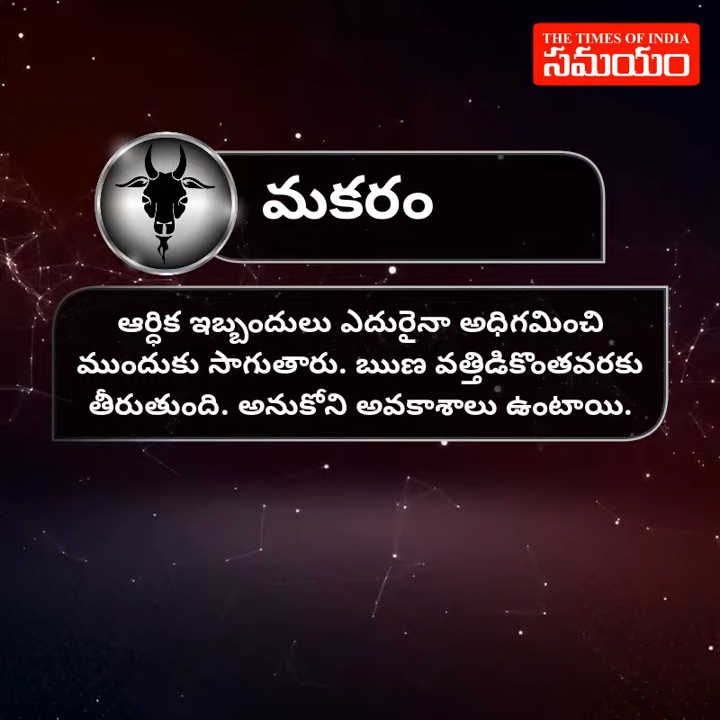 THE TIMES OF INDIA
సమయం
మకరం
ఆర్ధిక ఇబ్బందులు ఎదురైనా అధిగమించి
ముందుకు సాగుతారు. ఋణ వత్తిడికొంతవరకు
తీరుతుంది. అనుకోని అవకాశాలు ఉంటాయి.